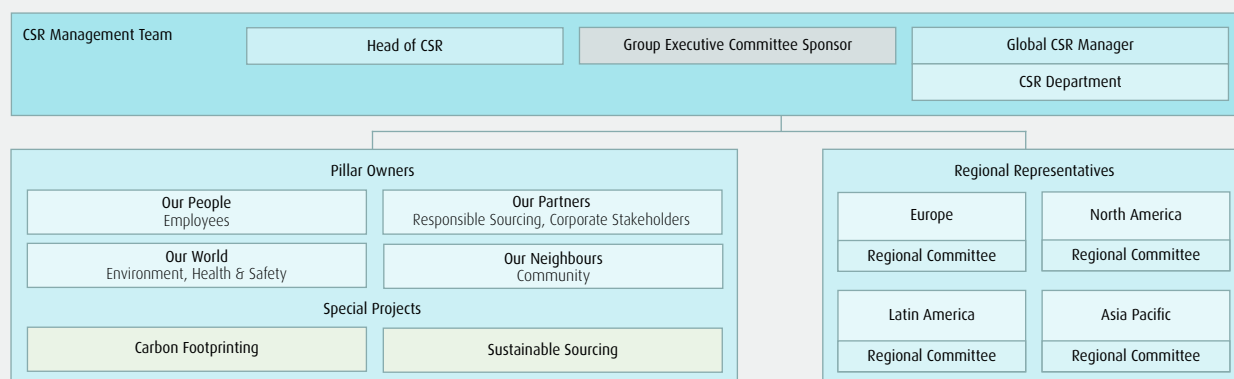 CSR Management Team
Head of CSR
Group Executive Committee Sponsor
Global CSR Manager
CSR Department
Pillar Owners
Our People
Employees
Our Partners
Responsible Sourcing, Corporate Stakeholders
Our World
Environment, Health & Safety
Our Neighbours
Community
Special Projects
Carbon Footprinting
Sustainable Sourcing
Regional Representatives
Europe
Regional Committee
North America
Regional Committee
Latin America
Regional Committee
Asia Pacific
Regional Committee